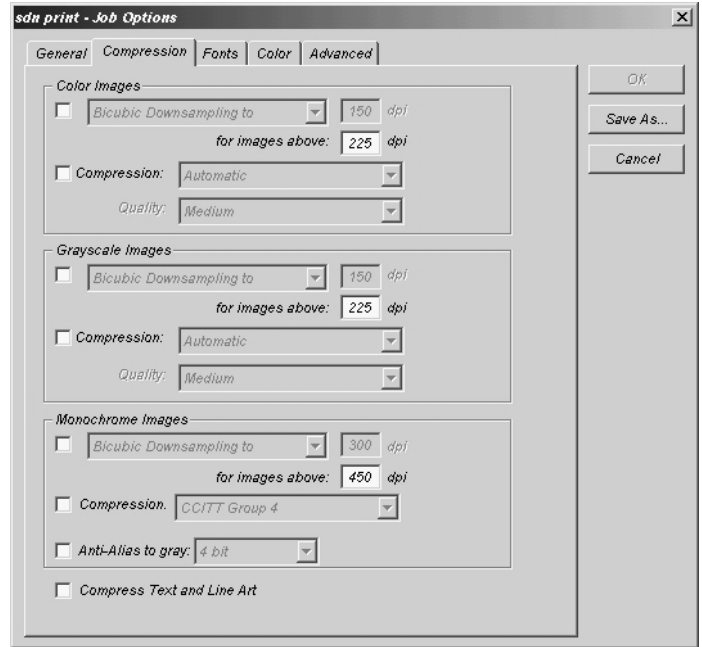 sdn print - Job Options
General Compression Fonts Color Advanced
Color Images
Bicubic Downsampling to 150 dpi
for images above: 225 dpi
Compression: Automatic
Quality: Medium
Grayscale Images
Bicubic Downsampling to 150 dpi
for images above: 225 dpi
Compression: Automatic
Quality: Medium
Monochrome Images
Bicubic Downsampling to 300 dpi
for images above: 450 dpi
Compression. CCITT Group 4
Anti-Alias to gray: 4 bit
Compress Text and Line Art
OK
Save As...
Cancel